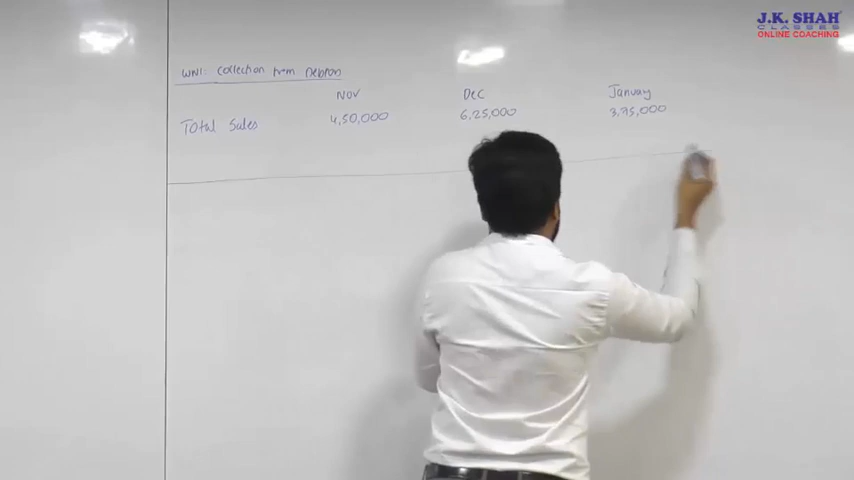 J.K. SHAH®
CLASSES
ONLINE COACHING
WN1: Collection from Debtors
Nov Dec January
Total Sales 4,50,000 6,25,000 3,75,000